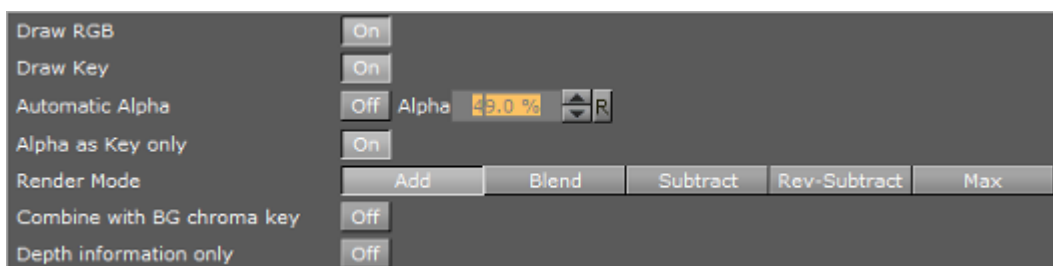 Draw RGB On
Draw Key On
Automatic Alpha Off Alpha 49.0 % R
Alpha as Key only On
Render Mode Add Blend Subtract Rev-Subtract Max
Combine with BG chroma key Off
Depth information only Off